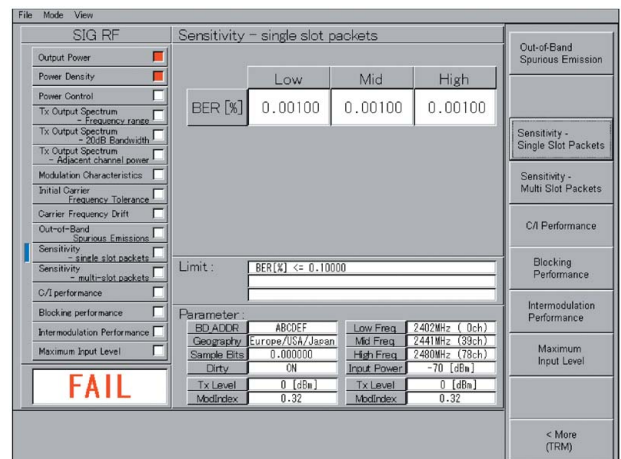 File Mode View
SIG RF
Output Power
Power Density
Power Control
Tx Output Spectrum
- Frequency range
Tx Output Spectrum
- 20dB Bandwidth
Tx Output Spectrum
- Adjacent channel power
Modulation Characteristics
Initial Carrier
Frequency Tolerance
Carrier Frequency Drift
Out-of-Band
Spurious Emissions
Sensitivity
- single slot packets
Sensitivity
- multi-slot packets
C/I performance
Blocking performance
Intermodulation Performance
Maximum Input Level
FAIL
Sensitivity - single slot packets
Low Mid High
BER [%] 0.00100 0.00100 0.00100
Limit : BER[%] <= 0.10000
Parameter :
BD_ADDR ABCDEF Low Freq 2402MHz ( 0ch)
Geography Europe/USA/Japan Mid Freq 2441MHz (39ch)
Sample Bits 0.000000 High Freq 2480MHz (78ch)
Dirty ON Input Power -70 [dBm]
Tx Level 0 [dBm] Tx Level 0 [dBm]
ModIndex 0.32 ModIndex 0.32
Out-of-Band
Spurious Emission
Sensitivity -
Single Slot Packets
Sensitivity -
Multi Slot Packets
C/I Performance
Blocking
Performance
Intermodulation
Performance
Maximum
Input Level
< More
(TRM)